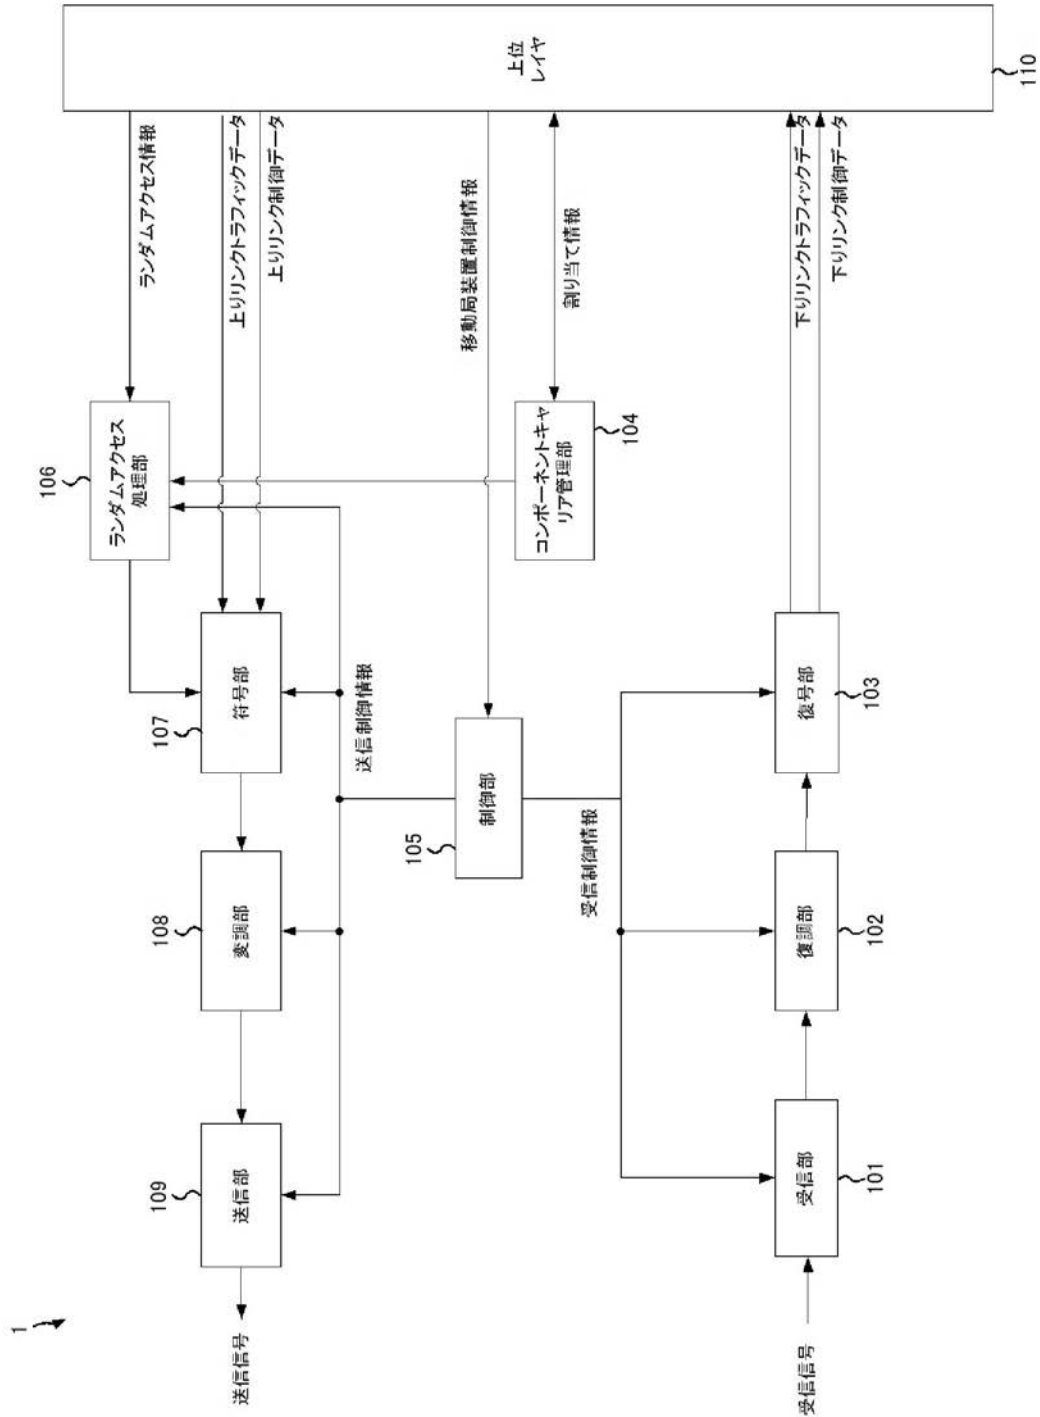 1
送信信号
送信部
109
変調部
108
符号部
107
ランダムアクセス
処理部
106
ランダムアクセス情報
上りリンクトラフィックデータ
上りリンク制御データ
送信制御情報
制御部
105
移動局装置制御情報
コンポーネントキャ
リア管理部
104
割り当て情報
上位
レイヤ
110
受信制御情報
受信信号
受信部
101
復調部
102
復号部
103
下りリンクトラフィックデータ
下りリンク制御データ